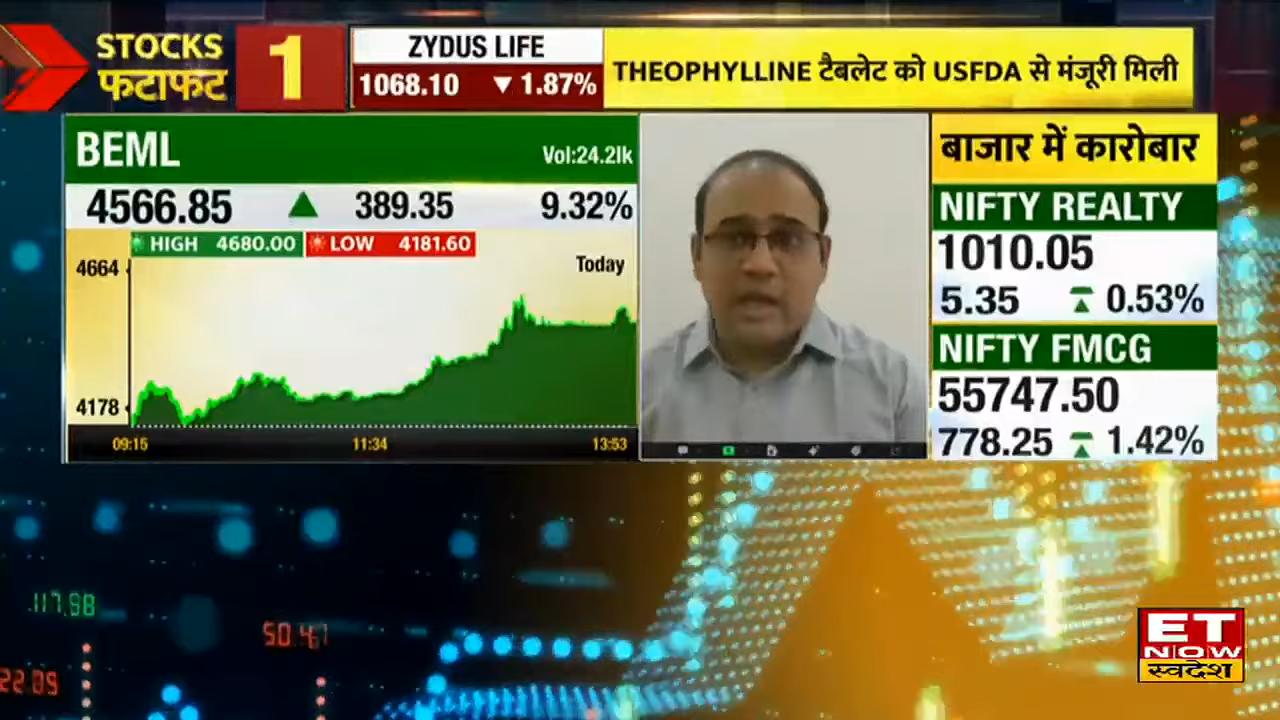 STOCKS
फटाफट
1
ZYDUS LIFE
1068.10 ▼ 1.87%
THEOPHYLLINE टैबलेट को USFDA से मंजूरी मिली
BEML
Vol:24.2lk
4566.85 ▲ 389.35 9.32%
HIGH 4680.00 LOW 4181.60
4664
Today
4178
09:15 11:34 13:53
बाजार में कारोबार
NIFTY REALTY
1010.05
5.35 0.53%
NIFTY FMCG
55747.50
778.25 1.42%
117.98
50.47
22.09
ET
NOW
स्वदेश